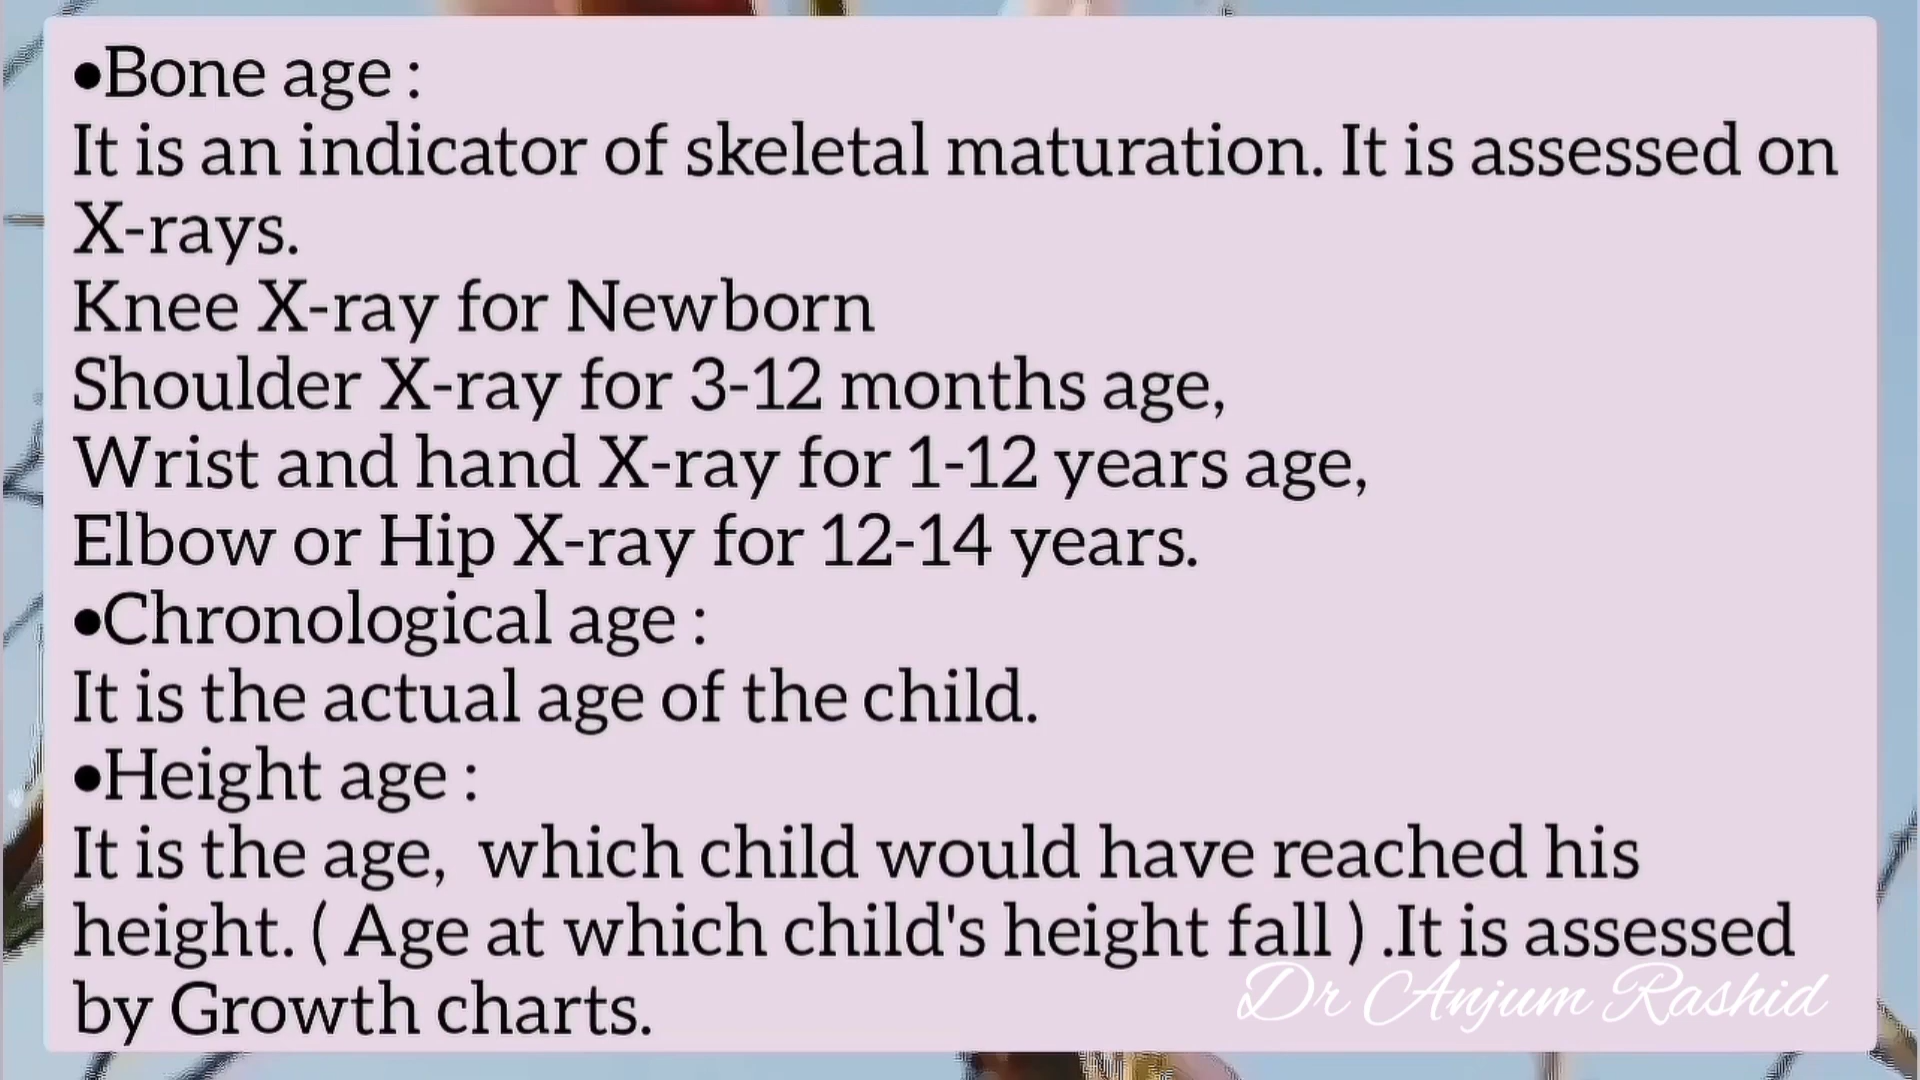 •Bone age :
It is an indicator of skeletal maturation. It is assessed on
X-rays.
Knee X-ray for Newborn
Shoulder X-ray for 3-12 months age,
Wrist and hand X-ray for 1-12 years age,
Elbow or Hip X-ray for 12-14 years.
•Chronological age :
It is the actual age of the child.
•Height age :
It is the age,  which child would have reached his
height. ( Age at which child's height fall ) .It is assessed
by Growth charts.
Dr Anjum Rashid